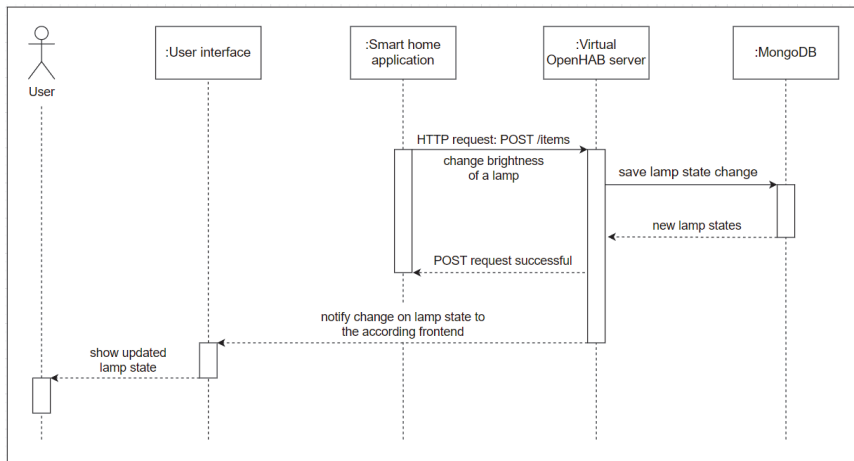 :User interface
:Smart home
application
:Virtual
OpenHAB server
:MongoDB
User
HTTP request: POST /items
change brightness
of a lamp
save lamp state change
new lamp states
POST request successful
notify change on lamp state to
the according frontend
show updated
lamp state